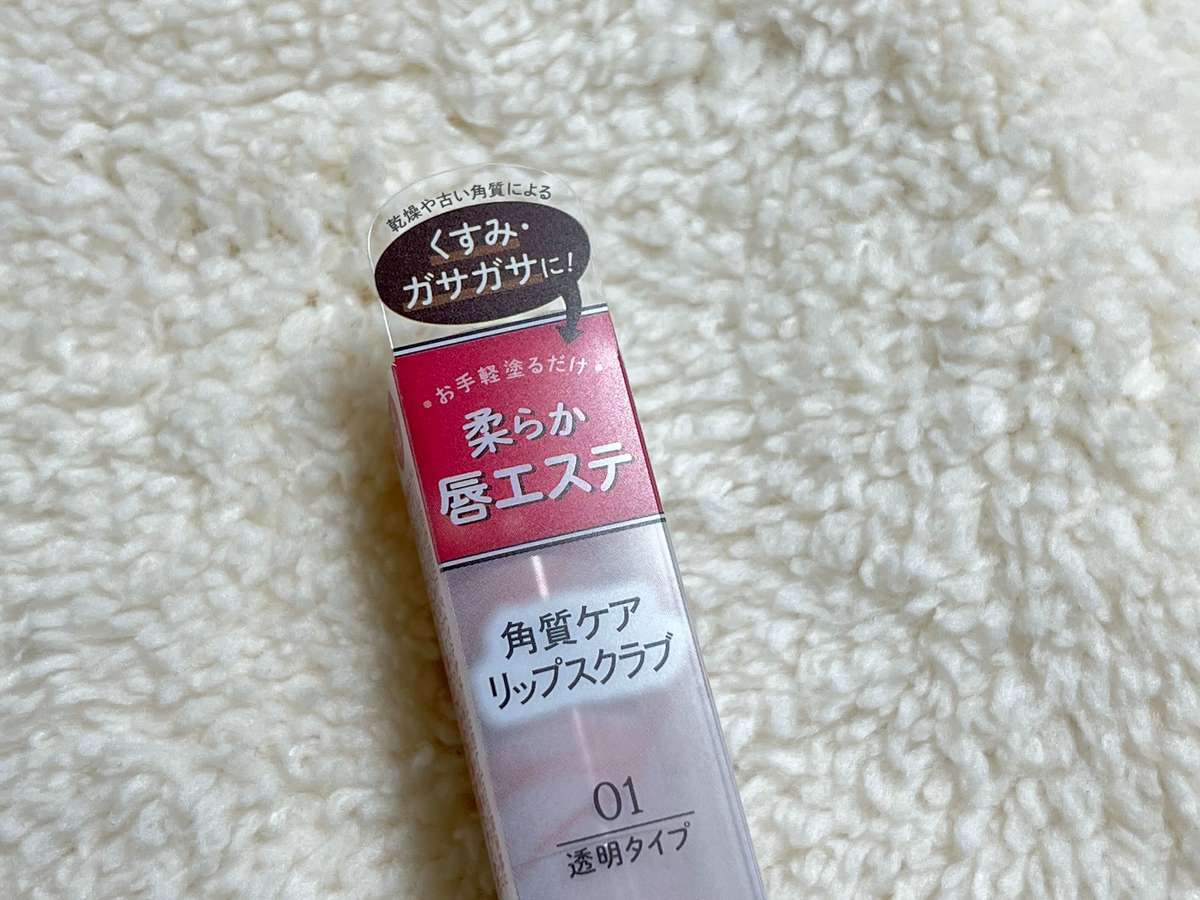 乾燥や古い角質による
くすみ・
ガサガサに!
お手軽塗るだけ
柔らか
唇エステ
角質ケア
リップスクラブ
01
透明タイプ